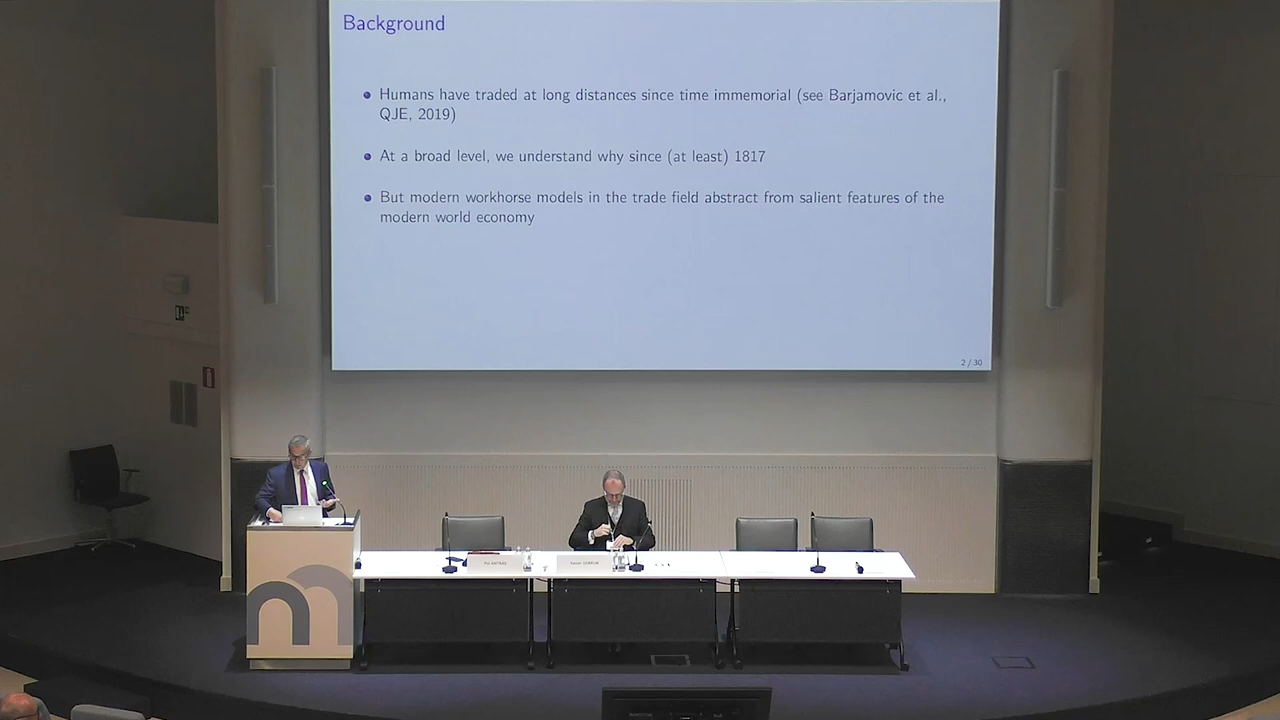 Background
Humans have traded at long distances since time immemorial (see Barjamovic et al.,
QJE, 2019)
At a broad level, we understand why since (at least) 1817
But modern workhorse models in the trade field abstract from salient features of the
modern world economy
2 / 30
Pol ANTRÀS